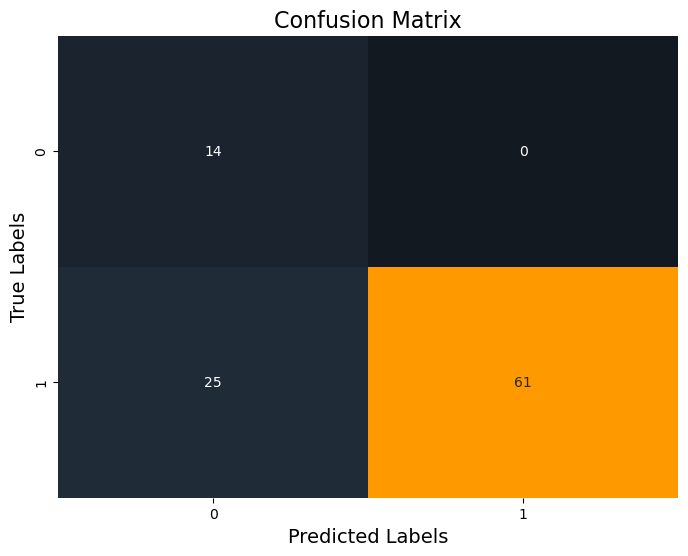 Confusion Matrix
True Labels
0
14
0
1
25
61
0
1
Predicted Labels